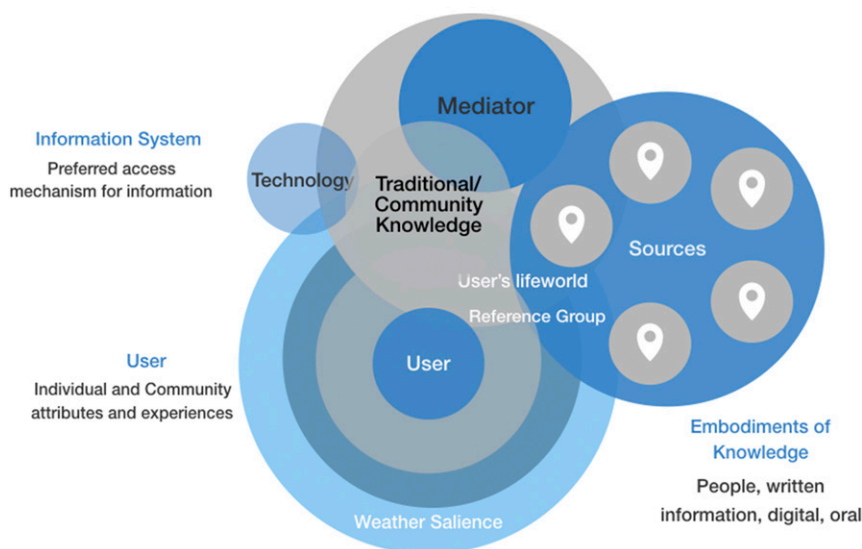 Mediator
Information System
Preferred access
mechanism for information
Technology
Traditional/
Community
Knowledge
Sources
User's lifeworld
Reference Group
User
Individual and Community
attributes and experiences
User
Weather Salience
Embodiments of
Knowledge
People, written
information, digital, oral